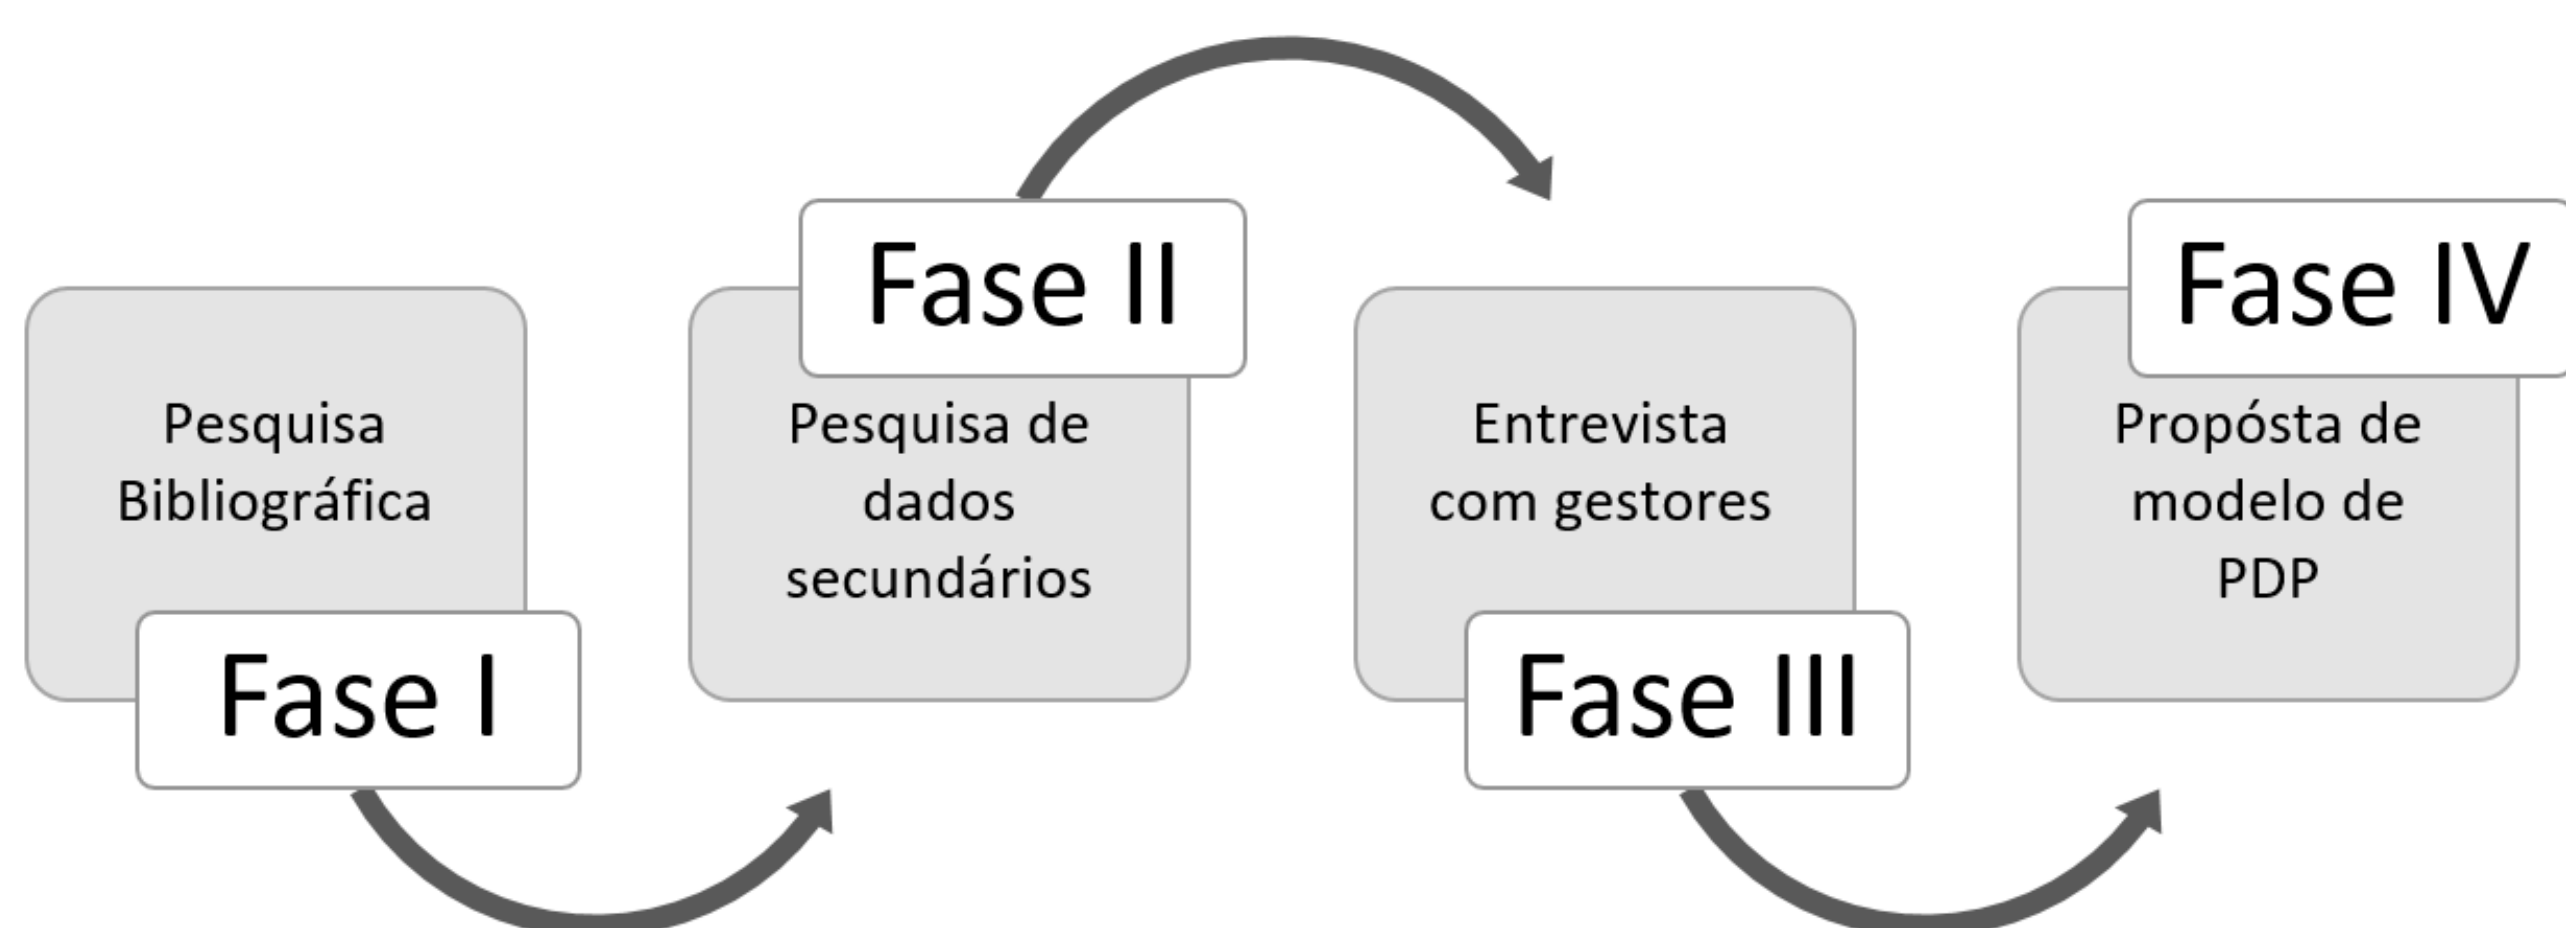 Pesquisa
Bibliográfica
Fase I
Fase II
Pesquisa de
dados
secundários
Entrevista
com gestores
Fase III
Fase IV
Propósta de
modelo de
PDP